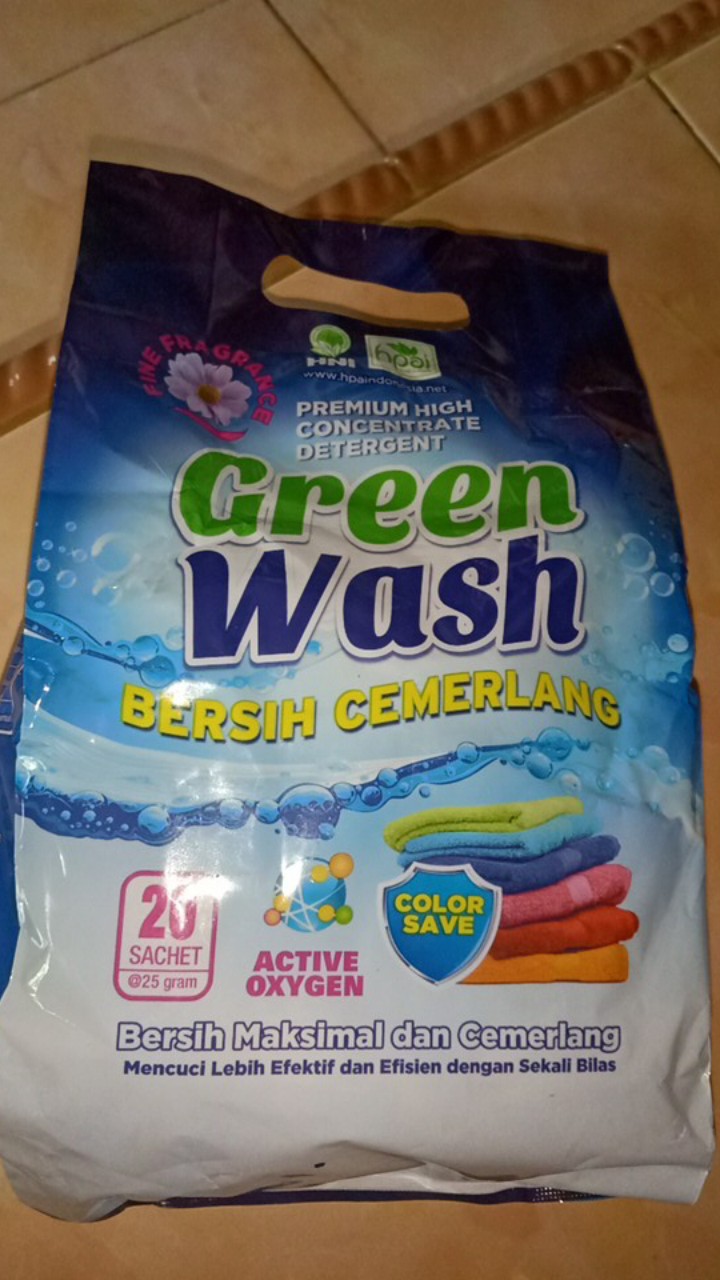 FINE FRAGRANCE
HNI
hpai
www.hpaindonesia.net
PREMIUM HIGH
CONCENTRATE
DETERGENT
Green
Wash
BERSIH CEMERLANG
20
SACHET
@25 gram
ACTIVE
OXYGEN
COLOR
SAVE
Bersih Maksimal dan Cemerlang
Mencuci Lebih Efektif dan Efisien dengan Sekali Bilas